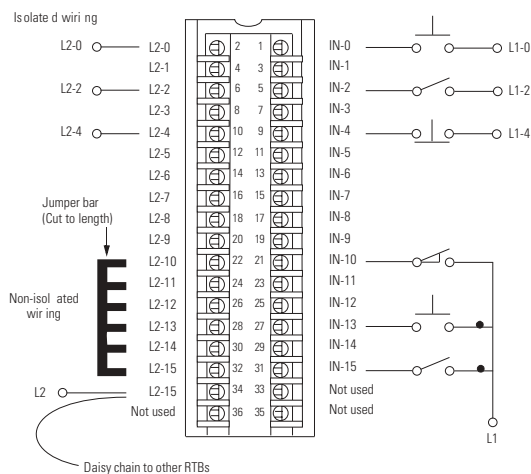 Isolated wiring
L2-0 L2-0 2 1 IN-0 L1-0
L2-1 4 3 IN-1
L2-2 L2-2 6 5 IN-2 L1-2
L2-3 8 7 IN-3
L2-4 L2-4 10 9 IN-4 L1-4
L2-5 12 11 IN-5
L2-6 14 13 IN-6
L2-7 16 15 IN-7
Jumper bar
(Cut to length)
L2-8 18 17 IN-8
L2-9 20 19 IN-9
L2-10 22 21 IN-10
L2-11 24 23 IN-11
Non-isolated
wiring
L2-12 26 25 IN-12
L2-13 28 27 IN-13
L2-14 30 29 IN-14
L2-15 32 31 IN-15
L2 L2-15 34 33 Not used
Not used 36 35 Not used
L1
Daisy chain to other RTBs